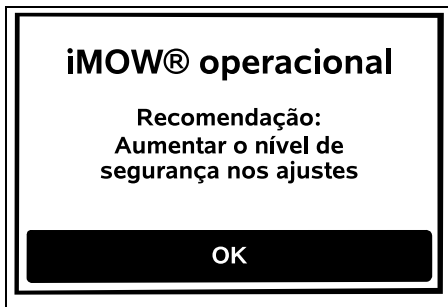 iMOW® operacional
Recomendação:
Aumentar o nível de
segurança nos ajustes
OK